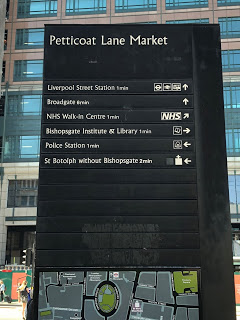 Petticoat Lane Market
Liverpool Street Station 1min
Broadgate 6min
NHS Walk-In Centre 1min NHS
Bishopsgate Institute & Library 1min
Police Station 1min
St Botolph without Bishopsgate 2min